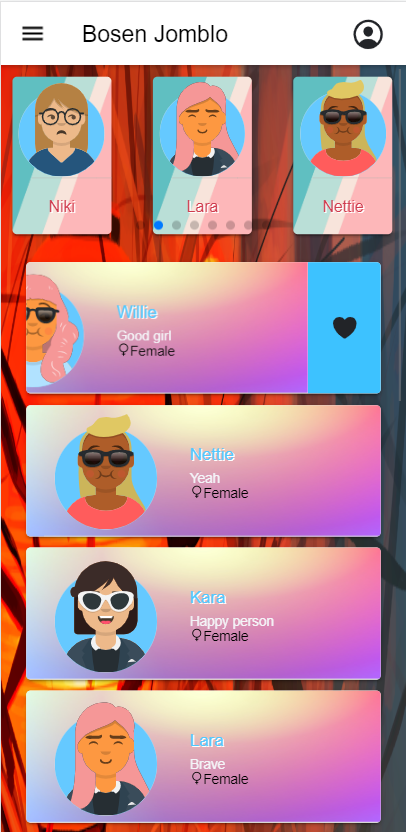 Bosen Jomblo
Niki
Lara
Nettie
Willie
Good girl
♀Female
Nettie
Yeah
♀Female
Kara
Happy person
♀Female
Lara
Brave
♀Female